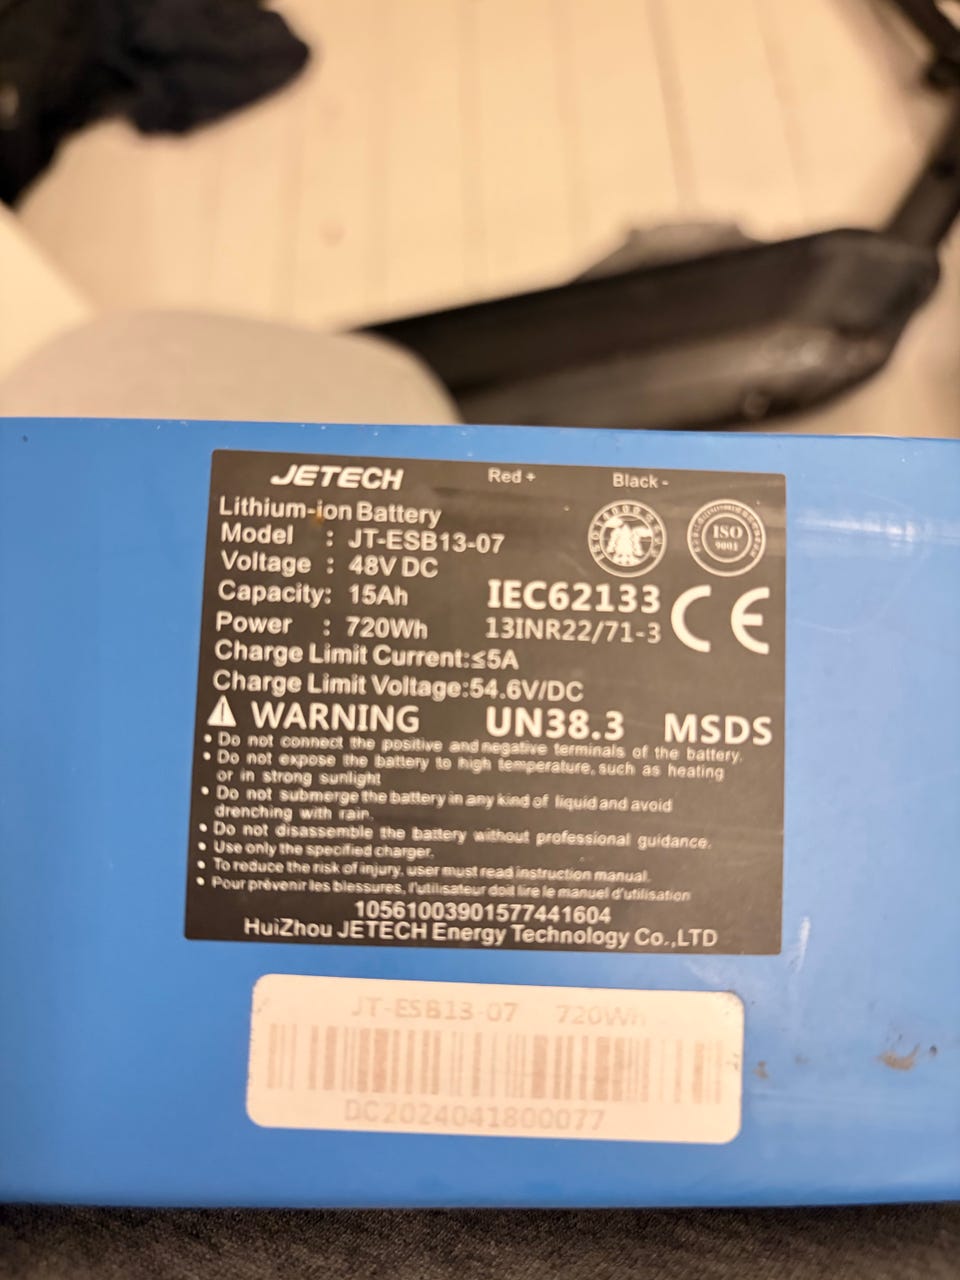 JETECH Red + Black -
Lithium-ion Battery
Model : JT-ESB13-07
Voltage : 48V DC
Capacity: 15Ah
Power : 720Wh
IEC62133
13INR22/71-3
CE
ISO
9001
Charge Limit Current:≤5A
Charge Limit Voltage:54.6V/DC
WARNING UN38.3 MSDS
• Do not connect the positive and negative terminals of the battery.
• Do not expose the battery to high temperature, such as heating
or in strong sunlight
• Do not submerge the battery in any kind of liquid and avoid
drenching with rain.
• Do not disassemble the battery without professional guidance.
• Use only the specified charger.
• To reduce the risk of injury, user must read instruction manual.
• Pour prévenir les blessures, l'utilisateur doit lire le manuel d'utilisation
10561003901577441604
HuiZhou JETECH Energy Technology Co.,LTD
JT-ESB13-07 720Wh
DC2024041800077